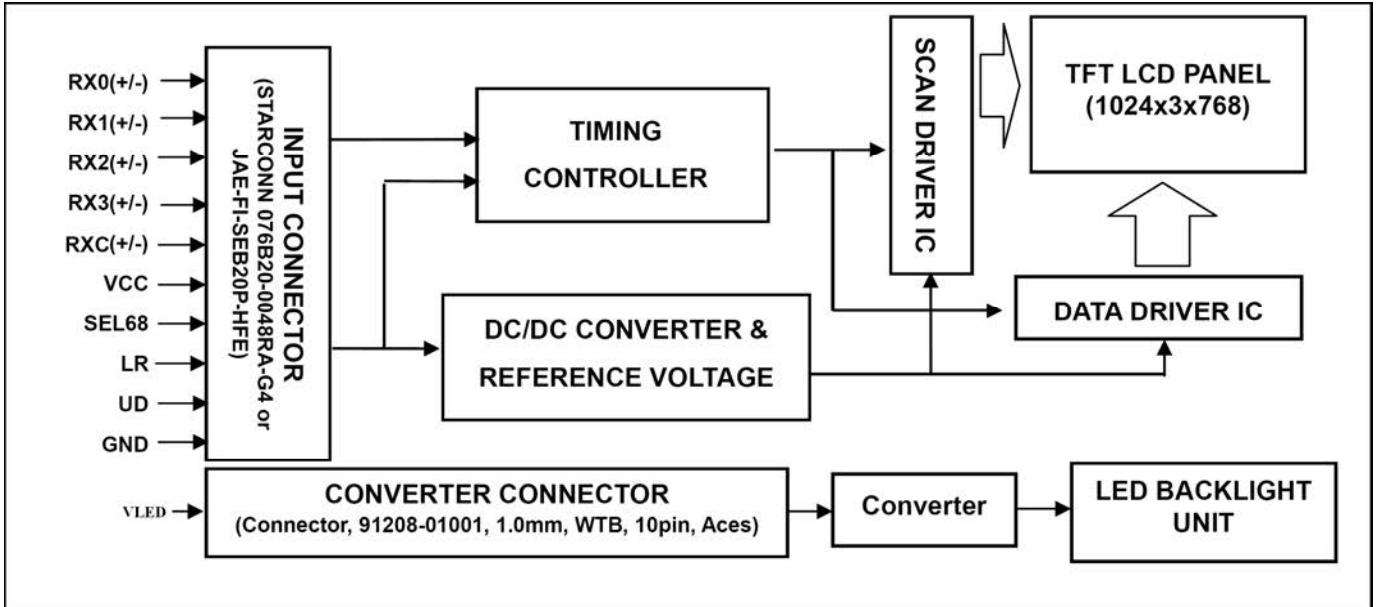 RX0(+/-)
RX1(+/-)
RX2(+/-)
RX3(+/-)
RXC(+/-)
VCC
SEL68
LR
UD
GND
INPUT CONNECTOR
(STARCONN 076B20-0048RA-G4 or
JAE-FI-SEB20P-HFE)
TIMING
CONTROLLER
SCAN DRIVER IC
TFT LCD PANEL
(1024x3x768)
DC/DC CONVERTER &
REFERENCE VOLTAGE
DATA DRIVER IC
VLED
CONVERTER CONNECTOR
(Connector, 91208-01001, 1.0mm, WTB, 10pin, Aces)
Converter
LED BACKLIGHT
UNIT